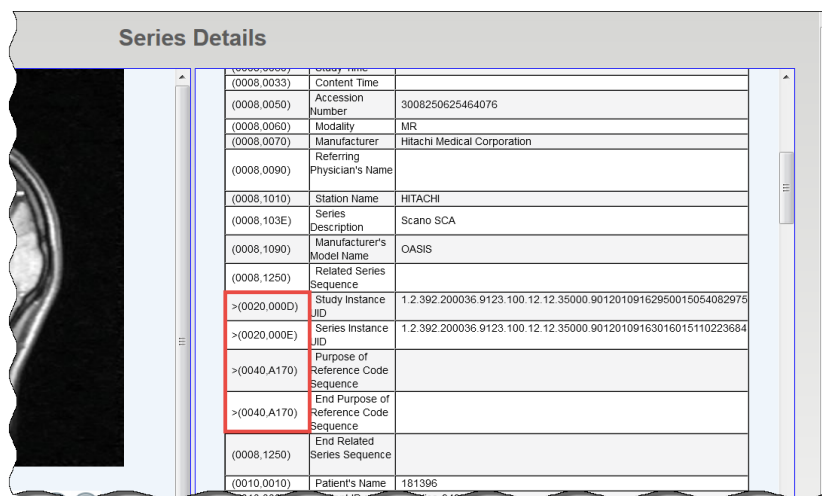 Series Details
(0008,0033) Content Time
(0008,0050) Accession Number 3008250625464076
(0008,0060) Modality MR
(0008,0070) Manufacturer Hitachi Medical Corporation
(0008,0090) Referring Physician's Name
(0008,1010) Station Name HITACHI
(0008,103E) Series Description Scano SCA
(0008,1090) Manufacturer's Model Name OASIS
(0008,1250) Related Series Sequence
>(0020,000D) Study Instance UID 1.2.392.200036.9123.100.12.12.35000.90120109162950015054082975
>(0020,000E) Series Instance UID 1.2.392.200036.9123.100.12.12.35000.90120109163016015110223684
>(0040,A170) Purpose of Reference Code Sequence
>(0040,A170) End Purpose of Reference Code Sequence
(0008,1250) End Related Series Sequence
(0010,0010) Patient's Name 181396